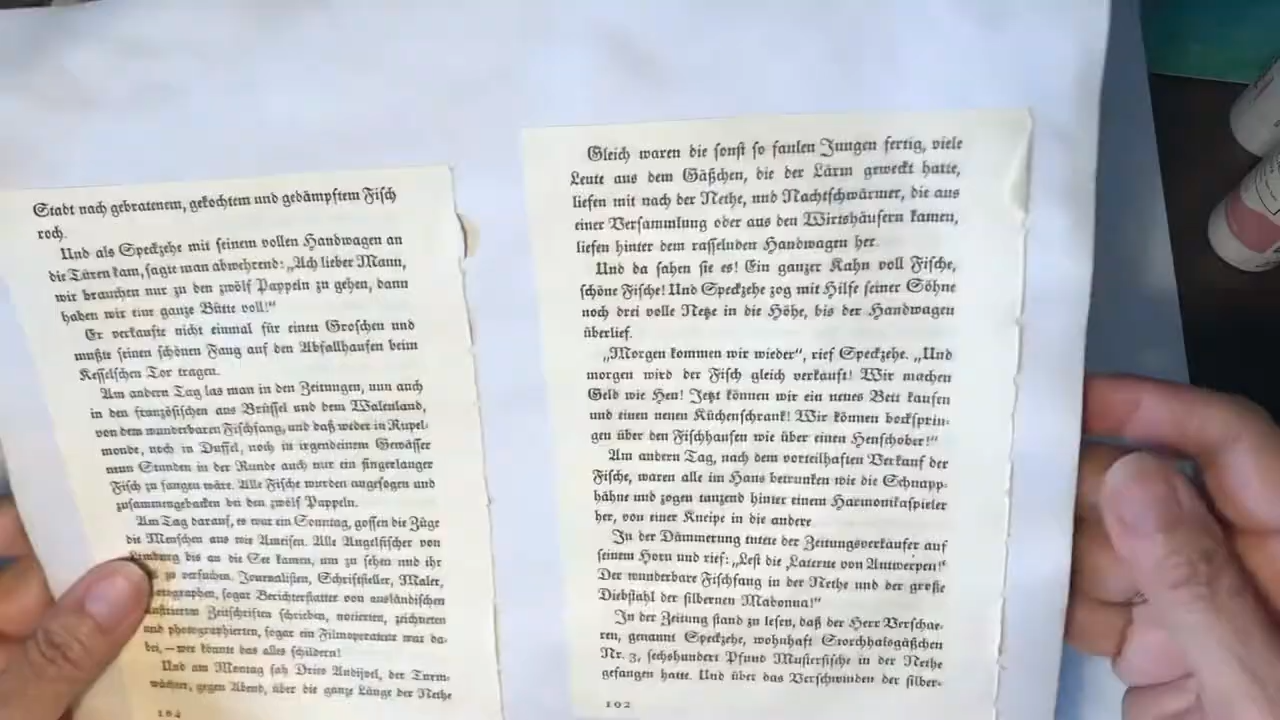 Stadt nach gebratenem, gekochtem und gedämpftem Fisch
roch.
Und als Speckzehe mit seinem vollen Handwagen an
die Türen kam, sagte man abwehrend: „Ach lieber Mann,
wir brauchen nur zu den zwölf Pappeln zu gehen, dann
haben wir eine ganze Bütte voll!“
Er verkaufte nicht einmal für einen Groschen und
mußte seinen schönen Fang auf den Abfallhaufen beim
Kesselschen Tor tragen.
Am andern Tag las man in den Zeitungen, nun auch
in den französischen aus Brüssel und dem Walenland,
von dem wunderbaren Fischfang, und daß weder in Rupel-
monde, noch in Duffel, noch in irgendeinem Gewässer
neun Stunden in der Runde auch nur ein fingerlanger
Fisch zu fangen wäre. Alle Fische wurden angesogen und
zusammengebacken bei den zwölf Pappeln.
Am Tag darauf, es war ein Sonntag, gossen die Züge
die Menschen aus wie Ameisen. Alle Angelfischer von
Limburg bis an die See kamen, um zu sehen und ihr
zu versuchen. Journalisten, Schriftsteller, Maler,
sogar Berichterstatter von ausländischen
Zeitschriften schrieben, notierten, zeichneten
und photographierten, sogar ein Filmoperateur war da-
bei, — wer könnte das alles schildern!
Und am Montag sah Dries Andijvel, der Turm-
wächter, gegen Abend, über die ganze Länge der Nethe
104
Gleich waren die sonst so faulen Jungen fertig, viele
Leute aus dem Gäßchen, die der Lärm geweckt hatte,
liefen mit nach der Nethe, und Nachtschwärmer, die aus
einer Versammlung oder aus den Wirtshäusern kamen,
liefen hinter dem rasselnden Handwagen her.
Und da sahen sie es! Ein ganzer Kahn voll Fische,
schöne Fische! Und Speckzehe zog mit Hilfe seiner Söhne
noch drei volle Netze in die Höhe, bis der Handwagen
überlief.
„Morgen kommen wir wieder“, rief Speckzehe. „Und
morgen wird der Fisch gleich verkauft! Wir machen
Geld wie Heu! Jetzt können wir ein neues Bett kaufen
und einen neuen Küchenschrank! Wir können bocksprin-
gen über den Fischhaufen wie über einen Heuschober!“
Am andern Tag, nach dem vorteilhaften Verkauf der
Fische, waren alle im Haus betrunken wie die Schnapp-
hähne und zogen tanzend hinter einem Harmonikaspieler
her, von einer Kneipe in die andere.
In der Dämmerung tutete der Zeitungsverkäufer auf
seinem Horn und rief: „Lest die Laterne von Antwerpen!
Der wunderbare Fischfang in der Nethe und der große
Diebstahl der silbernen Madonna!“
In der Zeitung stand zu lesen, daß der Herr Verschae-
ren, genannt Speckzehe, wohnhaft Storchhalsgäßchen
Nr. 3, sechshundert Pfund Musterfische in der Nethe
gefangen hatte. Und über das Verschwinden der silber-
102